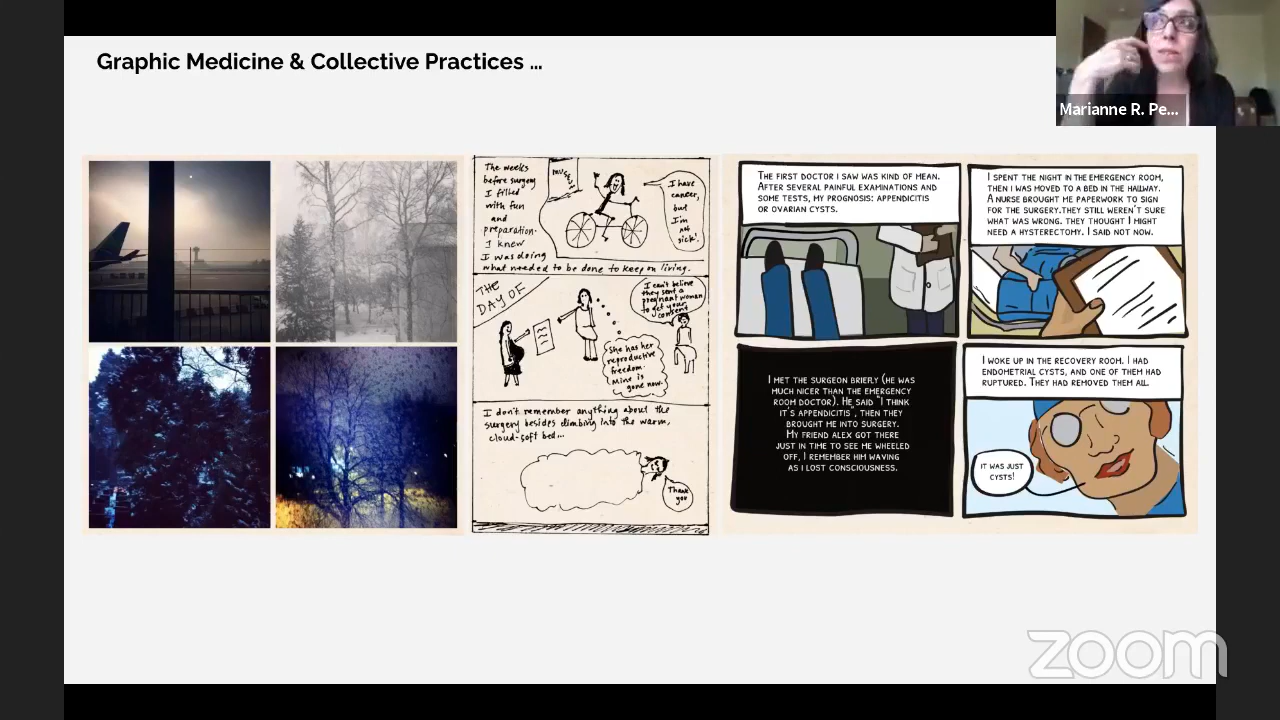 Graphic Medicine & Collective Practices ...
Marianne R. Pe...
The weeks
before surgery
I filled
with fun
and
preparation.
I knew
I was doing
what needed to be done to keep on living.
I have
cancer,
but
I'm
not
sick!
THE
DAY OF
I can't believe
they sent a
pregnant woman
to get your
consent
She has her
reproductive
freedom.
Mine is
gone now.
I don't remember anything about the
surgery besides climbing into the warm,
cloud-soft bed...
Thank
you
THE FIRST DOCTOR I SAW WAS KIND OF MEAN.
AFTER SEVERAL PAINFUL EXAMINATIONS AND
SOME TESTS, MY PROGNOSIS: APPENDICITIS
OR OVARIAN CYSTS.
I SPENT THE NIGHT IN THE EMERGENCY ROOM,
THEN I WAS MOVED TO A BED IN THE HALLWAY.
A NURSE BROUGHT ME PAPERWORK TO SIGN
FOR THE SURGERY.THEY STILL WEREN'T SURE
WHAT WAS WRONG. THEY THOUGHT I MIGHT
NEED A HYSTERECTOMY. I SAID NOT NOW.
I MET THE SURGEON BRIEFLY (HE WAS
MUCH NICER THAN THE EMERGENCY
ROOM DOCTOR). HE SAID "I THINK
IT'S APPENDICITIS", THEN THEY
BROUGHT ME INTO SURGERY.
MY FRIEND ALEX GOT THERE
JUST IN TIME TO SEE ME WHEELED
OFF, I REMEMBER HIM WAVING
AS I LOST CONSCIOUSNESS.
I WOKE UP IN THE RECOVERY ROOM. I HAD
ENDOMETRIAL CYSTS, AND ONE OF THEM HAD
RUPTURED. THEY HAD REMOVED THEM ALL.
IT WAS JUST
CYSTS!
zoom